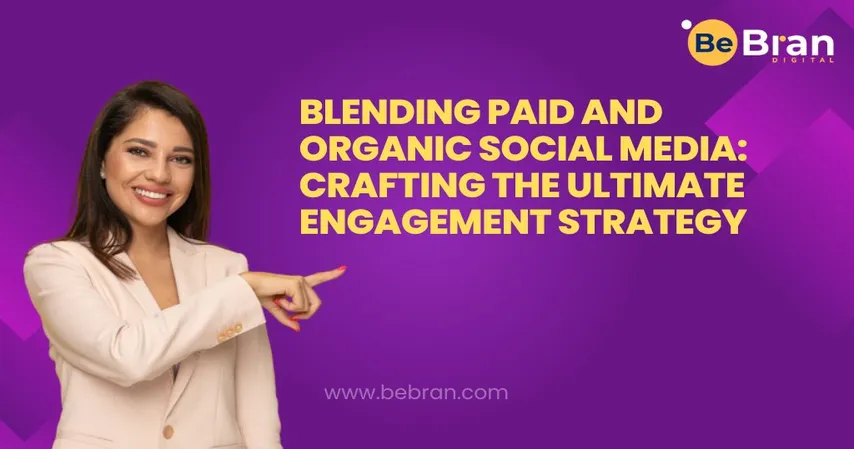 BeBran
DIGITAL
BLENDING PAID AND
ORGANIC SOCIAL MEDIA:
CRAFTING THE ULTIMATE
ENGAGEMENT STRATEGY
www.bebran.com